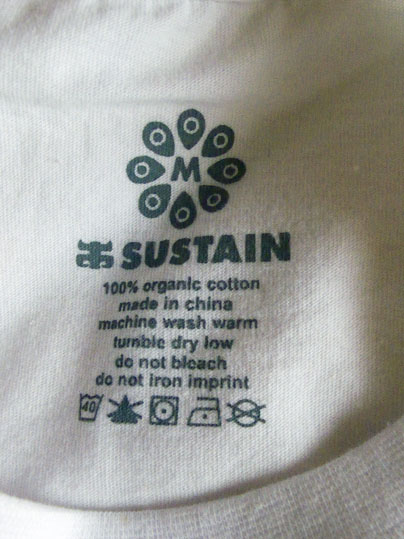 M
SUSTAIN
100% organic cotton
made in china
machine wash warm
tumble dry low
do not bleach
do not iron imprint
40